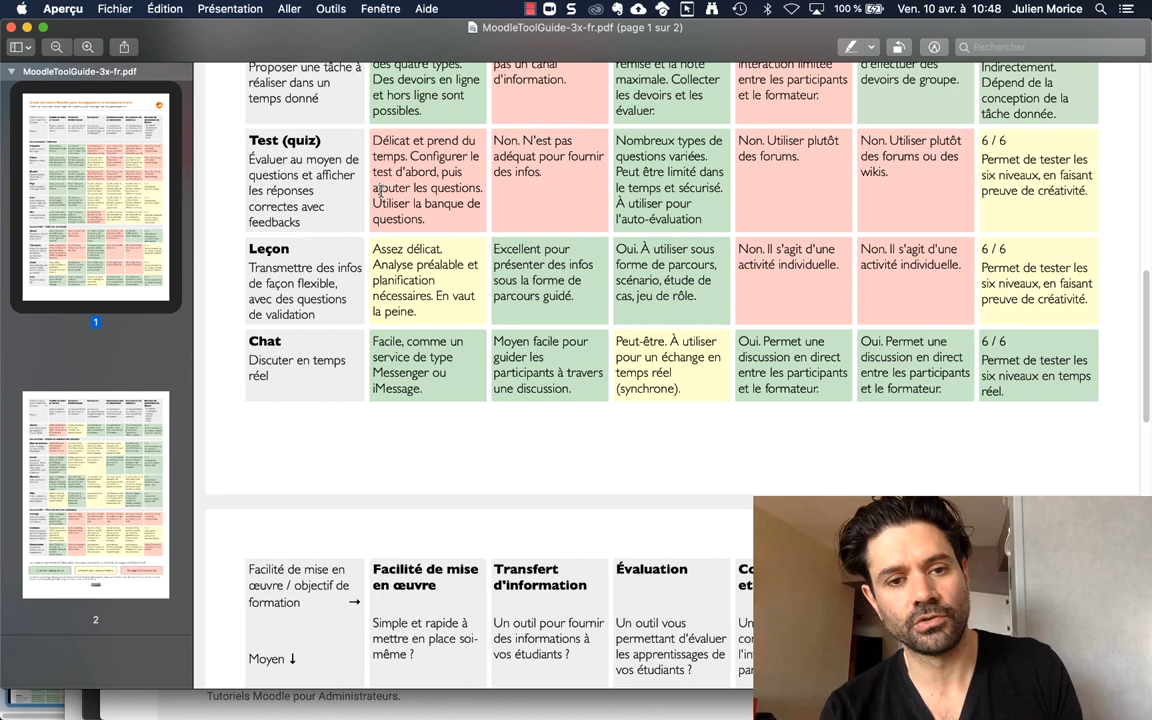 Aperçu Fichier Édition Présentation Aller Outils Fenêtre Aide
100 % Ven. 10 avr. à 10:48 Julien Morice
MoodleToolGuide-3x-fr.pdf (page 1 sur 2)
Rechercher
MoodleToolGuide-3x-fr.pdf
1
2
Proposer une tâche à
réaliser dans un
temps donné
des quatre types.
Des devoirs en ligne
et hors ligne sont
possibles.
pas un canal
d'information.
remise et la note
maximale. Collecter
les devoirs et les
évaluer.
interaction limitée
entre les participants
et le formateur.
d'effectuer des
devoirs de groupe.
Indirectement.
Dépend de la
conception de la
tâche donnée.
Test (quiz)
Évaluer au moyen de
questions et afficher
les réponses
correctes avec
feedbacks
Délicat et prend du
temps. Configurer le
test d'abord, puis
ajouter les questions.
Utiliser la banque de
questions.
Non. N'est pas
adéquat pour fournir
des infos.
Nombreux types de
questions variées.
Peut être limité dans
le temps et sécurisé.
À utiliser pour
l'auto-évaluation
Non. Utiliser plutôt
des forums.
Non. Utiliser plutôt
des forums ou des
wikis.
6 / 6
Permet de tester les
six niveaux, en faisant
preuve de créativité.
Leçon
Transmettre des infos
de façon flexible,
avec des questions
de validation
Assez délicat.
Analyse préalable et
planification
nécessaires. En vaut
la peine.
Excellent pour
présenter des infos
sous la forme de
parcours guidé.
Oui. À utiliser sous
forme de parcours,
scénario, étude de
cas, jeu de rôle.
Non. Il s'agit d'une
activité individuelle.
Non. Il s'agit d'une
activité individuelle.
6 / 6
Permet de tester les
six niveaux, en faisant
preuve de créativité.
Chat
Discuter en temps
réel
Facile, comme un
service de type
Messenger ou
iMessage.
Moyen facile pour
guider les
participants à travers
une discussion.
Peut-être. À utiliser
pour un échange en
temps réel
(synchrone).
Oui. Permet une
discussion en direct
entre les participants
et le formateur.
Oui. Permet une
discussion en direct
entre les participants
et le formateur.
6 / 6
Permet de tester les
six niveaux en temps
réel.
Facilité de mise en
œuvre / objectif de
formation →
Moyen ↓
Facilité de mise
en œuvre
Simple et rapide à
mettre en place soi-
même ?
Transfert
d'information
Un outil pour fournir
des informations à
vos étudiants ?
Évaluation
Un outil vous
permettant d'évaluer
les apprentissages de
vos étudiants ?
Tutoriels Moodle pour Administrateurs.